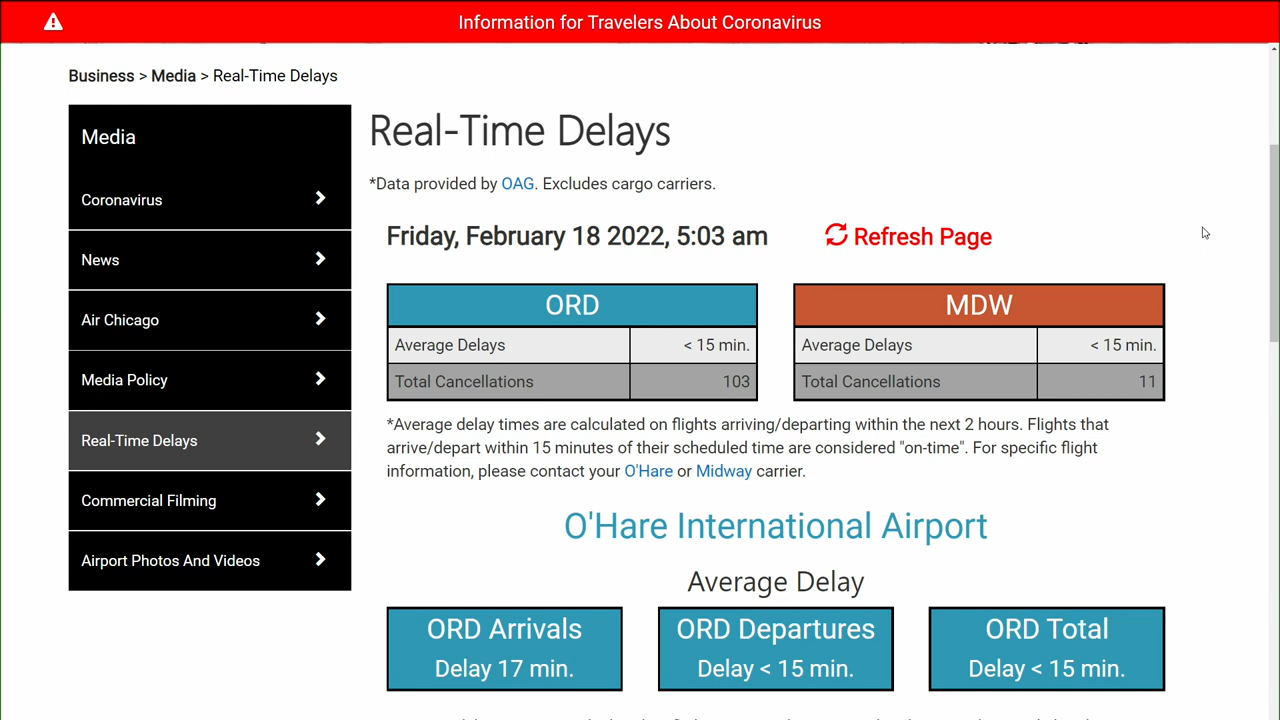 Information for Travelers About Coronavirus
Business > Media > Real-Time Delays
Media
Coronavirus
News
Air Chicago
Media Policy
Real-Time Delays
Commercial Filming
Airport Photos And Videos
Real-Time Delays
*Data provided by OAG. Excludes cargo carriers.
Friday, February 18 2022, 5:03 am
Refresh Page
ORD
Average Delays < 15 min.
Total Cancellations 103
MDW
Average Delays < 15 min.
Total Cancellations 11
*Average delay times are calculated on flights arriving/departing within the next 2 hours. Flights that
arrive/depart within 15 minutes of their scheduled time are considered "on-time". For specific flight
information, please contact your O'Hare or Midway carrier.
O'Hare International Airport
Average Delay
ORD Arrivals
Delay 17 min.
ORD Departures
Delay < 15 min.
ORD Total
Delay < 15 min.